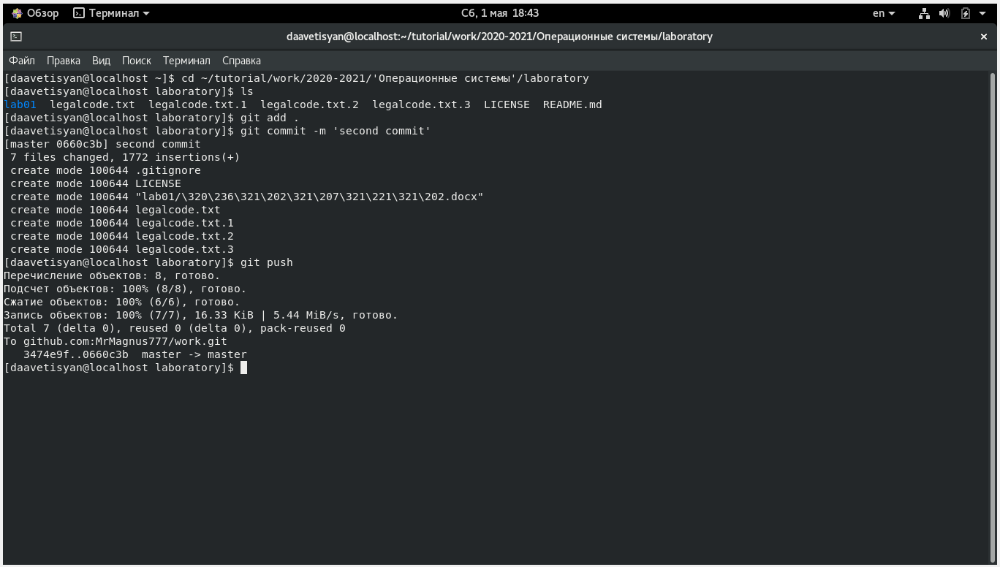 Обзор Терминал Сб, 1 мая 18:43 en
daavetisyan@localhost:~/tutorial/work/2020-2021/Операционные системы/laboratory
Файл Правка Вид Поиск Терминал Справка
[daavetisyan@localhost ~]$ cd ~/tutorial/work/2020-2021/'Операционные системы'/laboratory
[daavetisyan@localhost laboratory]$ ls
lab01  legalcode.txt  legalcode.txt.1  legalcode.txt.2  legalcode.txt.3  LICENSE  README.md
[daavetisyan@localhost laboratory]$ git add .
[daavetisyan@localhost laboratory]$ git commit -m 'second commit'
[master 0660c3b] second commit
 7 files changed, 1772 insertions(+)
 create mode 100644 .gitignore
 create mode 100644 LICENSE
 create mode 100644 "lab01/\320\236\321\202\321\207\321\221\321\202.docx"
 create mode 100644 legalcode.txt
 create mode 100644 legalcode.txt.1
 create mode 100644 legalcode.txt.2
 create mode 100644 legalcode.txt.3
[daavetisyan@localhost laboratory]$ git push
Перечисление объектов: 8, готово.
Подсчет объектов: 100% (8/8), готово.
Сжатие объектов: 100% (6/6), готово.
Запись объектов: 100% (7/7), 16.33 KiB | 5.44 MiB/s, готово.
Total 7 (delta 0), reused 0 (delta 0), pack-reused 0
To github.com:MrMagnus777/work.git
   3474e9f..0660c3b  master -> master
[daavetisyan@localhost laboratory]$